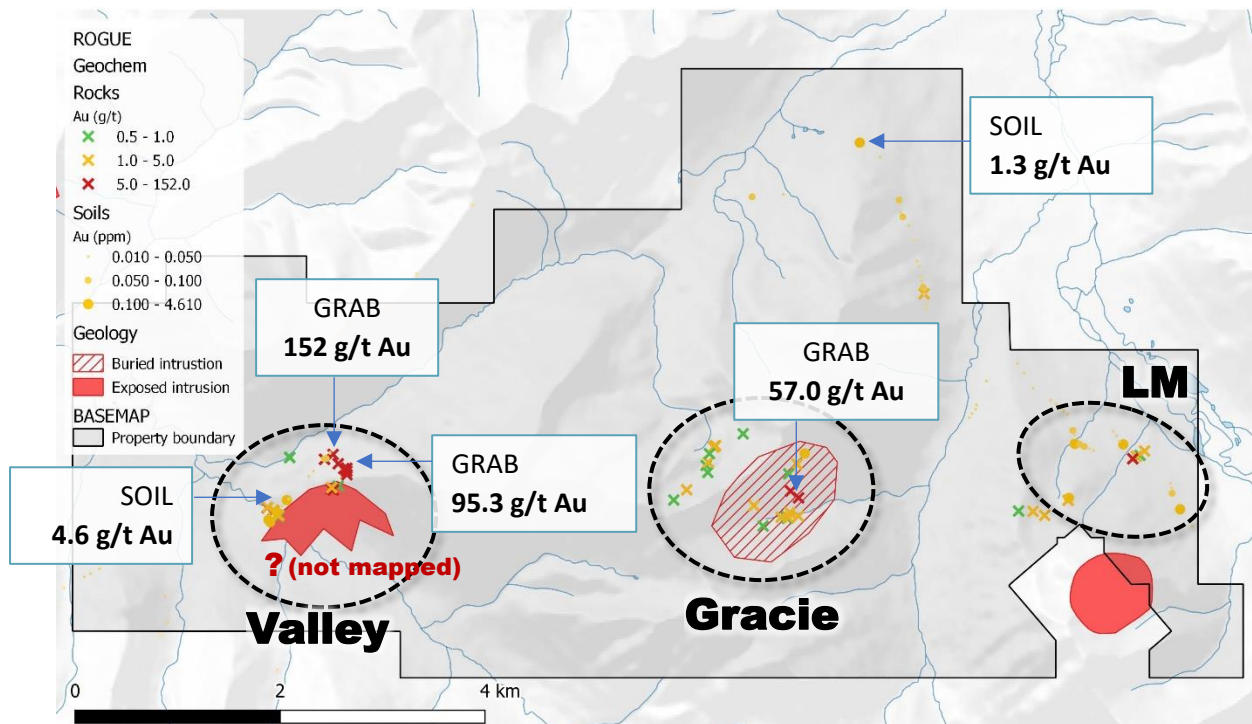 ROGUE
Geochem
Rocks
Au (g/t)
0.5 - 1.0
1.0 - 5.0
5.0 - 152.0
Soils
Au (ppm)
0.010 - 0.050
0.050 - 0.100
0.100 - 4.610
Geology
Buried intrustion
Exposed intrusion
BASEMAP
Property boundary
SOIL
1.3 g/t Au
GRAB
152 g/t Au
GRAB
57.0 g/t Au
LM
GRAB
95.3 g/t Au
SOIL
4.6 g/t Au
? (not mapped)
Valley
Gracie
0 2 4 km